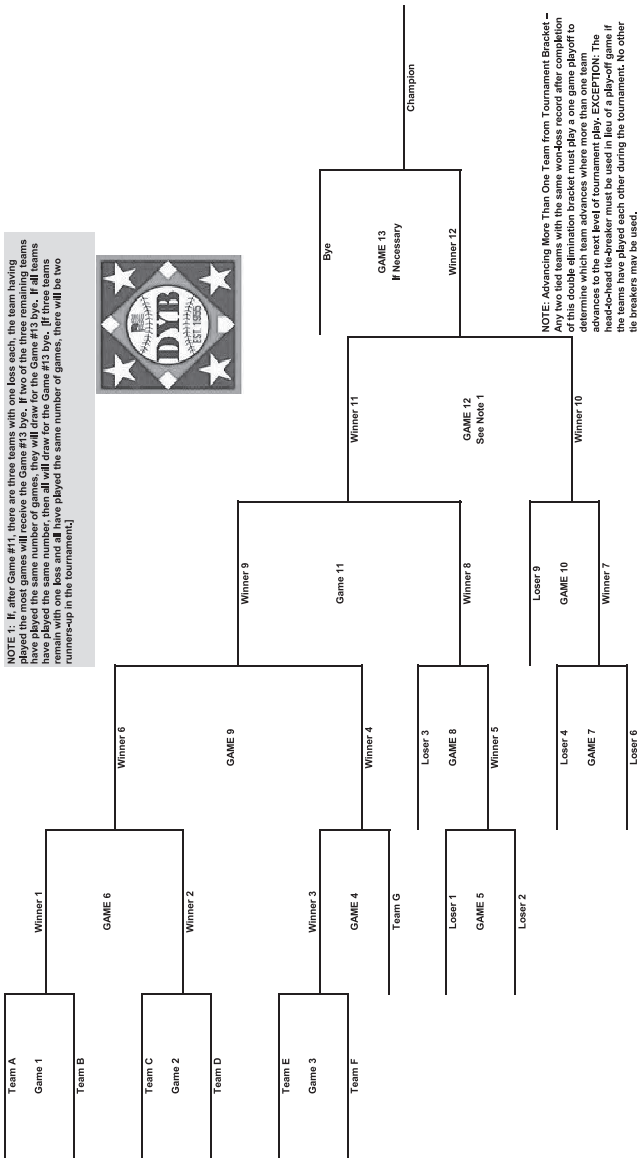 NOTE 1: If, after Game #11, there are three teams with one loss each, the team having
played the most games will receive the Game #13 bye. If two of the three remaining teams
have played the same number of games, they will draw for the Game #13 bye. If all teams
have played the same number, then all will draw for the Game #13 bye. [If three teams
remain with one loss and all have played the same number of games, there will be two
runners-up in the tournament.]
DYB
EST. 1955
Team A
Game 1
Team B
Team C
Game 2
Team D
Team E
Game 3
Team F
Winner 1
GAME 6
Winner 2
Winner 3
GAME 4
Team G
Loser 1
GAME 5
Loser 2
Winner 6
GAME 9
Winner 4
Loser 3
GAME 8
Winner 5
Loser 4
GAME 7
Loser 6
Winner 9
Game 11
Winner 8
Loser 9
GAME 10
Winner 7
Winner 11
GAME 12
See Note 1
Winner 10
Bye
GAME 13
If Necessary
Winner 12
Champion
NOTE: Advancing More Than One Team from Tournament Bracket –
Any two tied teams with the same won-loss record after completion
of this double elimination bracket must play a one game playoff to
determine which team advances where more than one team
advances to the next level of tournament play. EXCEPTION: The
head-to-head tie-breaker must be used in lieu of a play-off game if
the teams have played each other during the tournament. No other
tie breakers may be used.